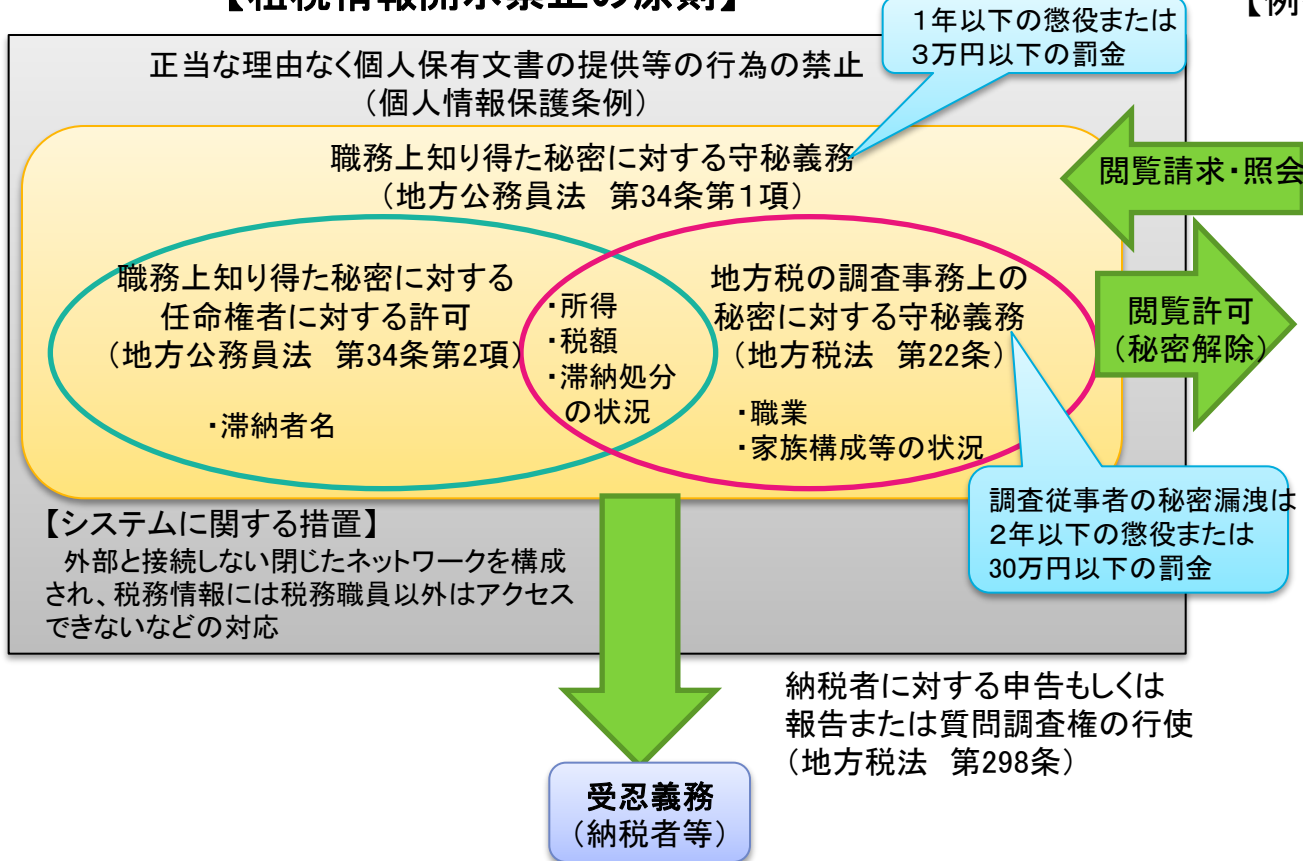 【租税情報開示禁止の原則】
【例
1年以下の懲役または
3万円以下の罰金
正当な理由なく個人保有文書の提供等の行為の禁止
（個人情報保護条例）
職務上知り得た秘密に対する守秘義務
（地方公務員法　第34条第1項）
閲覧請求・照会
職務上知り得た秘密に対する
任命権者に対する許可
（地方公務員法　第34条第2項）
・滞納者名
・所得
・税額
・滞納処分
の状況
地方税の調査事務上の
秘密に対する守秘義務
（地方税法　第22条）
・職業
・家族構成等の状況
閲覧許可
（秘密解除）
調査従事者の秘密漏洩は
2年以下の懲役または
30万円以下の罰金
【システムに関する措置】
　外部と接続しない閉じたネットワークを構成
され、税務情報には税務職員以外はアクセス
できないなどの対応
納税者に対する申告もしくは
報告または質問調査権の行使
（地方税法　第298条）
受忍義務
（納税者等）